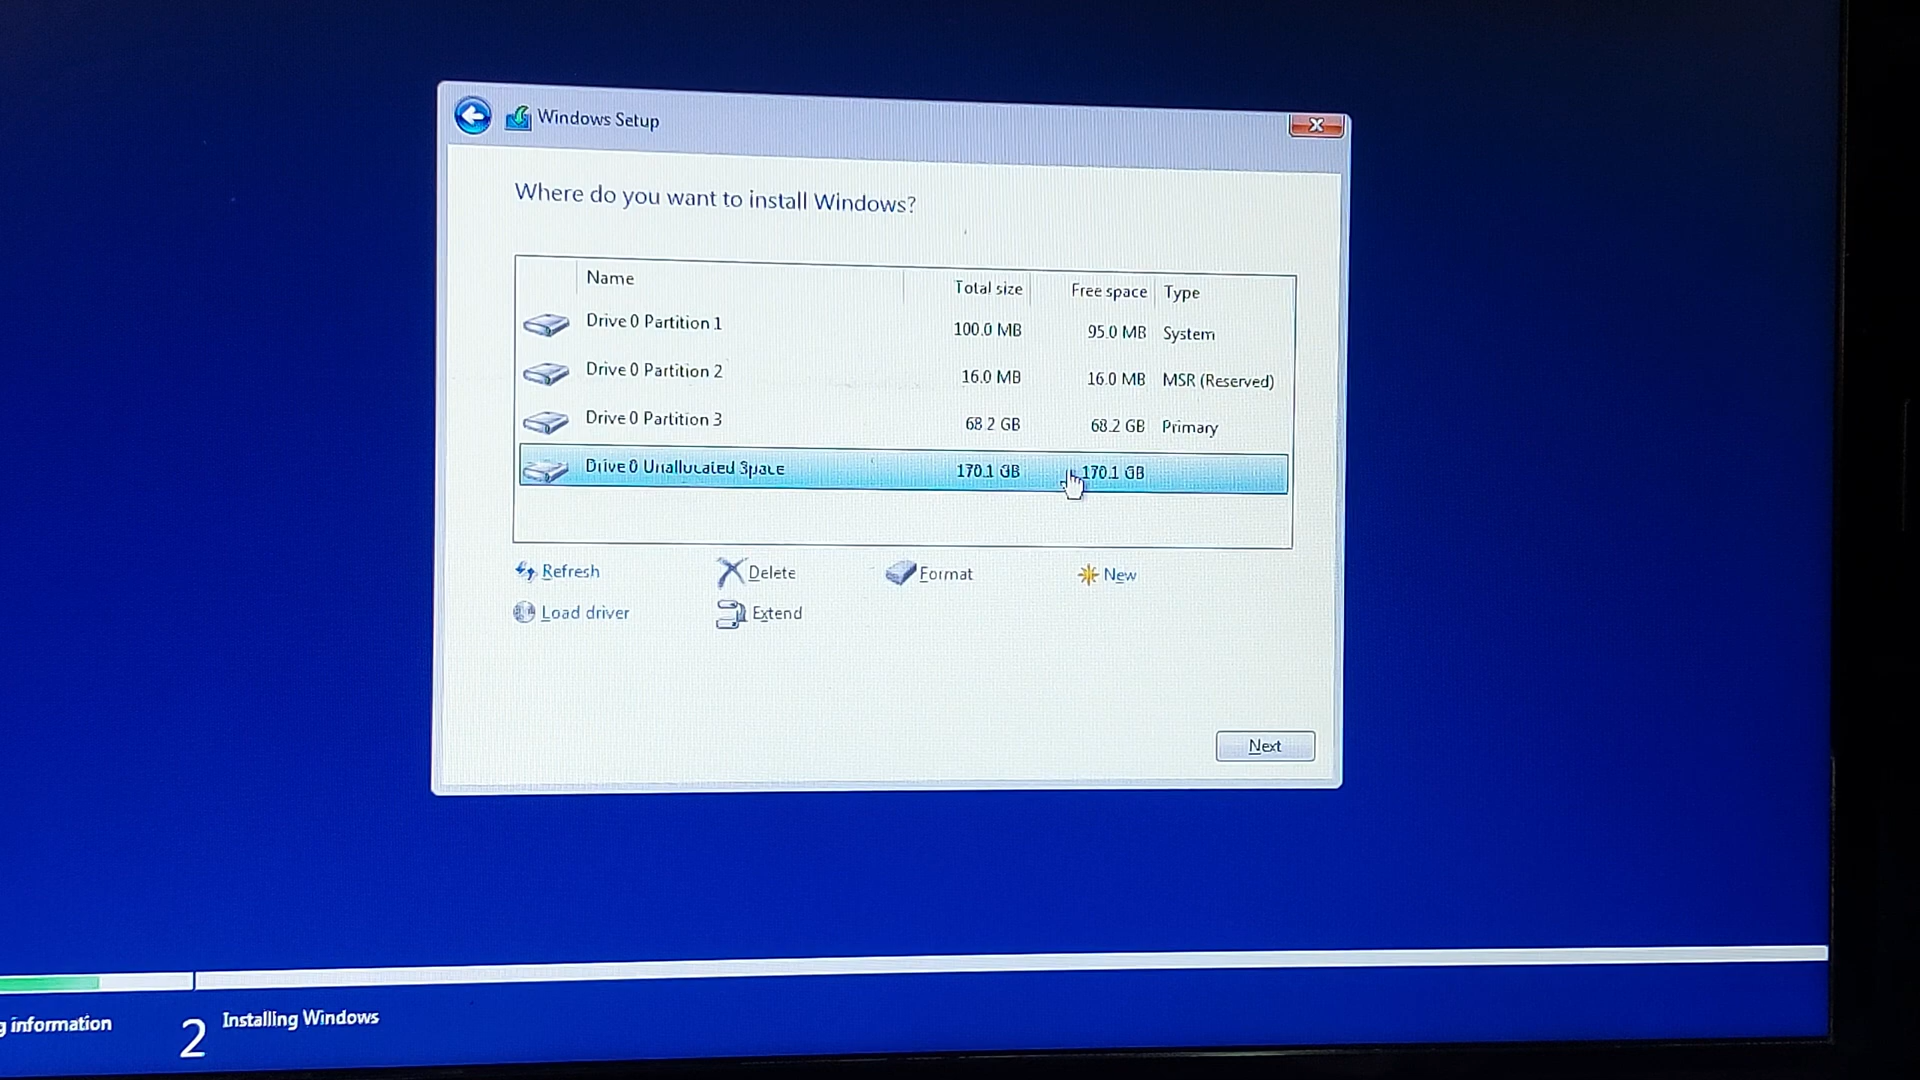 Windows Setup
Where do you want to install Windows?
Name Total size Free space Type
Drive 0 Partition 1 100.0 MB 95.0 MB System
Drive 0 Partition 2 16.0 MB 16.0 MB MSR (Reserved)
Drive 0 Partition 3 68.2 GB 68.2 GB Primary
Drive 0 Unallocated Space 170.1 GB 170.1 GB
Refresh Delete Format New
Load driver Extend
Next
g information 2 Installing Windows